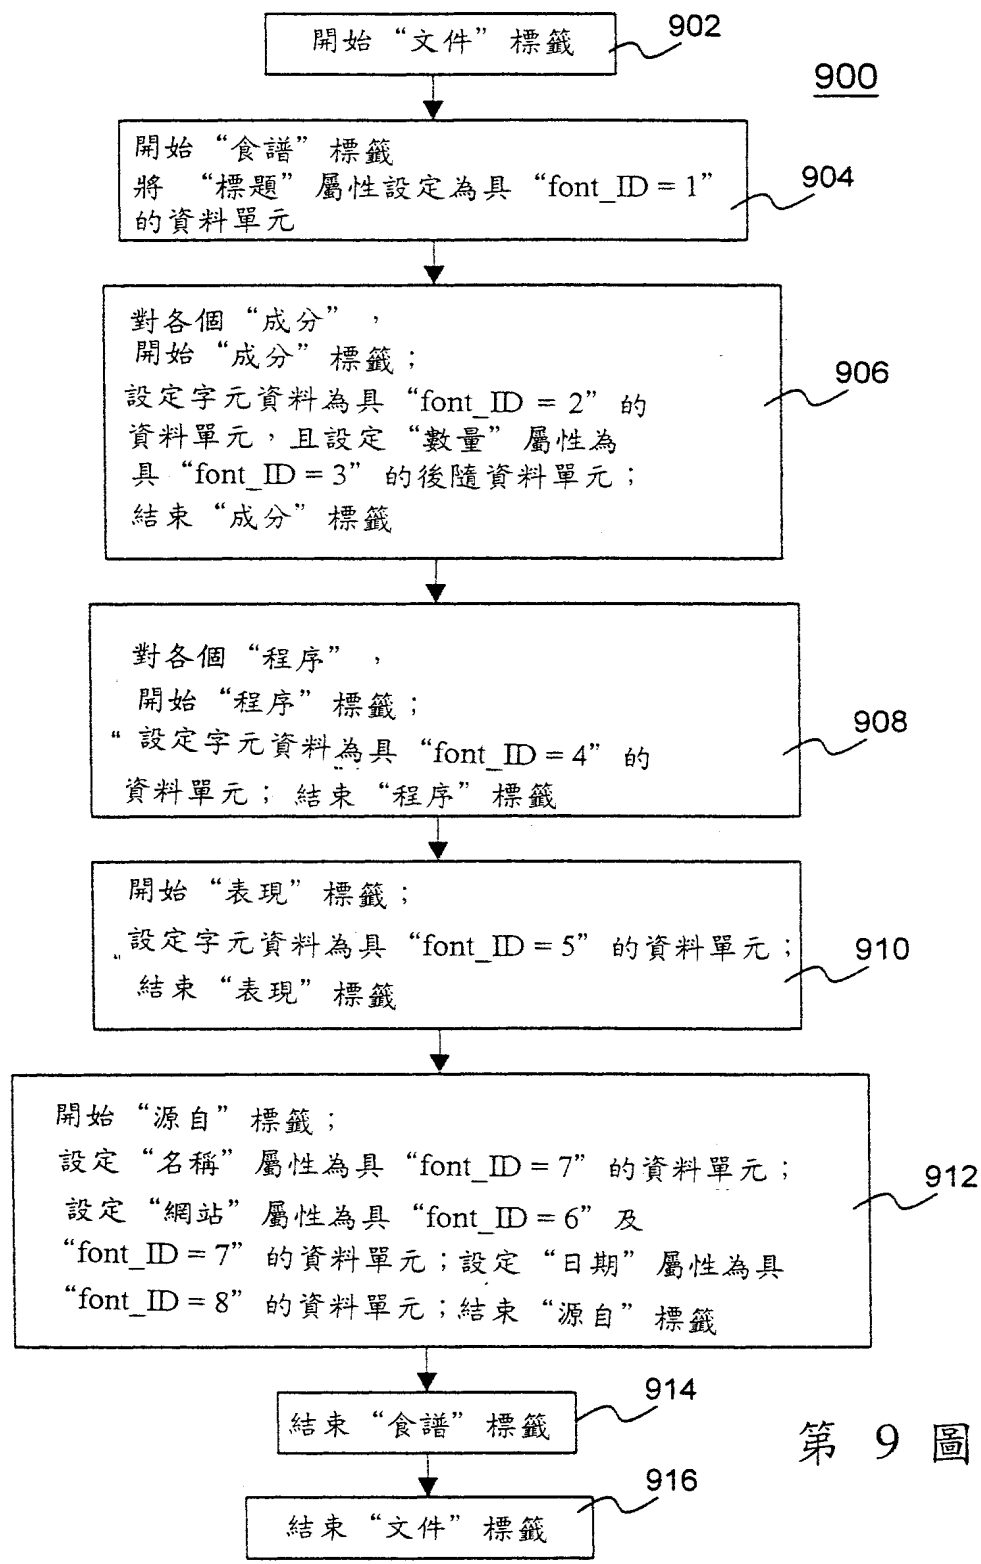 開始“文件”標籤
902
900
開始“食譜”標籤
將 “標題”屬性設定為具“font_ID = 1”
的資料單元
904
對各個“成分”，
開始“成分”標籤；
設定字元資料為具“font_ID = 2”的
資料單元，且設定“數量”屬性為
具“font_ID = 3”的後隨資料單元；
結束“成分”標籤
906
對各個“程序”，
開始“程序”標籤；
設定字元資料為具“font_ID = 4”的
資料單元；結束“程序”標籤
908
開始“表現”標籤；
設定字元資料為具“font_ID = 5”的資料單元；
結束“表現”標籤
910
開始“源自”標籤；
設定“名稱”屬性為具“font_ID = 7”的資料單元；
設定“網站”屬性為具“font_ID = 6”及
“font_ID = 7”的資料單元；設定“日期”屬性為具
“font_ID = 8”的資料單元；結束“源自”標籤
912
結束“食譜”標籤
914
結束“文件”標籤
916
第 9 圖